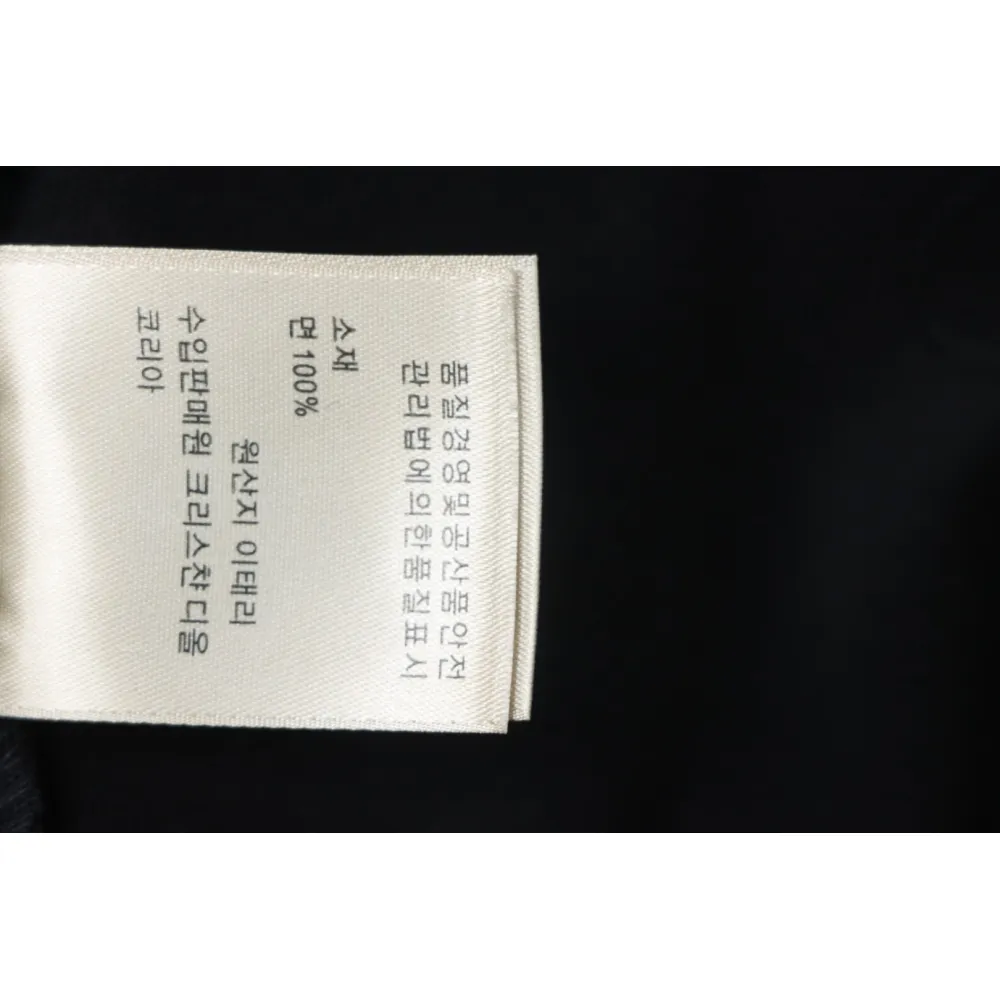 품질경영및공산품안전
관리법에의한품질표시
소재
면 100%
원산지 이태리
수입판매원 크리스챤 디올
코리아